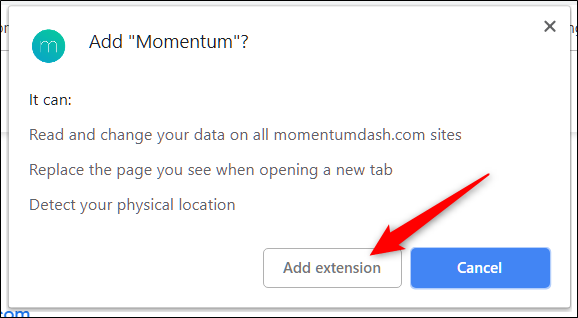 m
Add "Momentum"?
It can:
Read and change your data on all momentumdash.com sites
Replace the page you see when opening a new tab
Detect your physical location
Add extension
Cancel
com